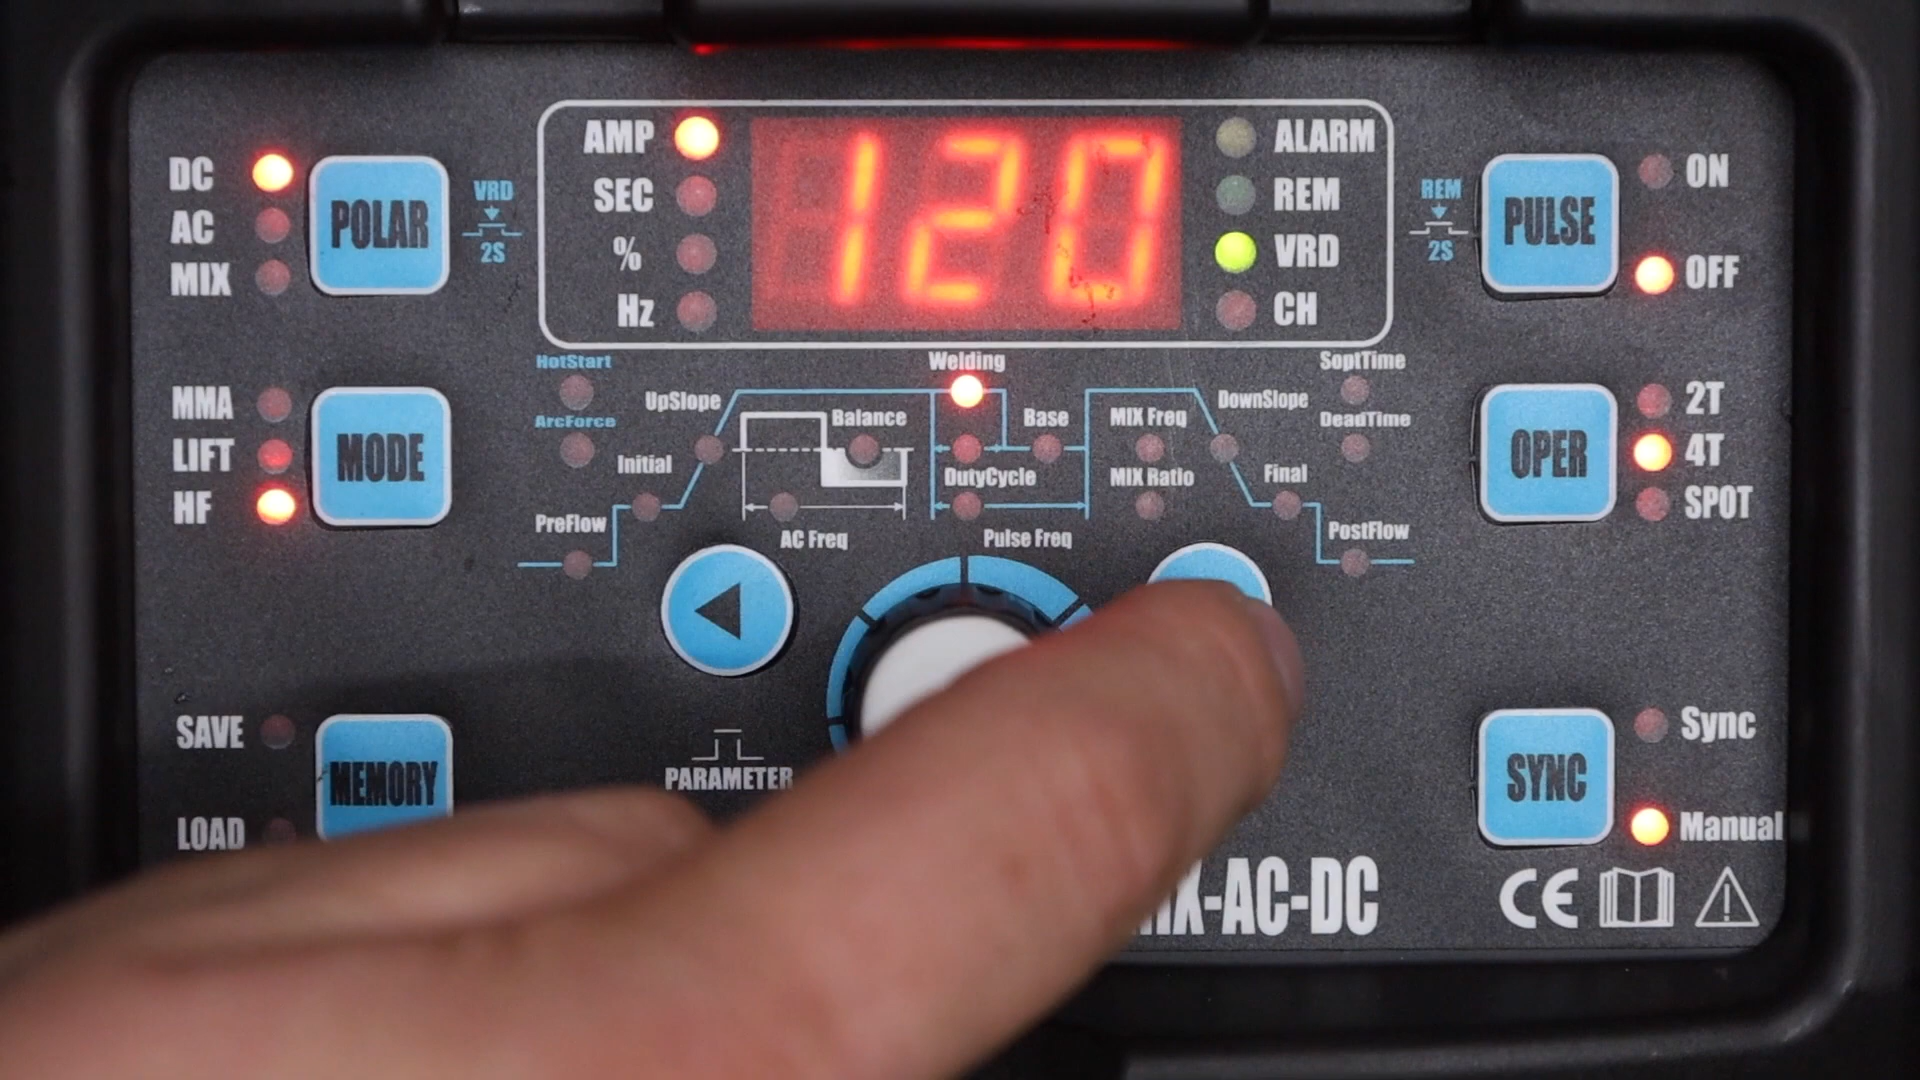 DC
AC
MIX
POLAR
VRD
2S
AMP
SEC
%
Hz
120
ALARM
REM
VRD
CH
REM
2S
PULSE
ON
OFF
MMA
LIFT
HF
MODE
HotStart
ArcForce
UpSlope
Initial
PreFlow
Balance
AC Freq
Welding
Base
DutyCycle
Pulse Freq
MIX Freq
MIX Ratio
DownSlope
Final
PostFlow
SoptTime
DeadTime
OPER
2T
4T
SPOT
SAVE
LOAD
MEMORY
PARAMETER
SYNC
Sync
Manual
-AC-DC
CE